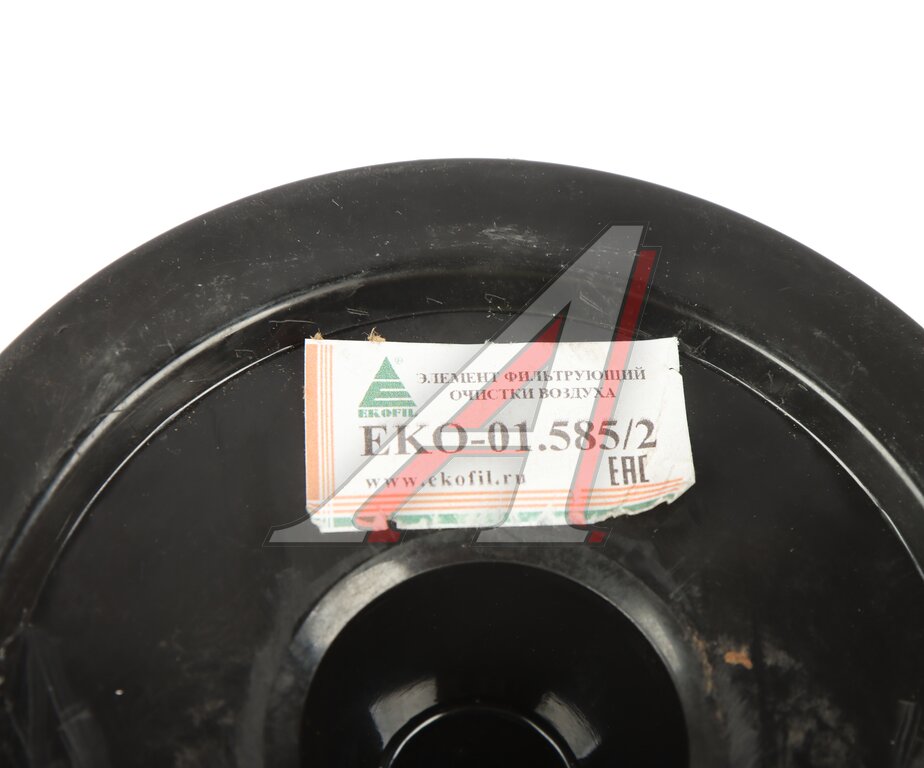 ®
EKOFIL
ЭЛЕМЕНТ ФИЛЬТРУЮЩИЙ
ОЧИСТКИ ВОЗДУХА
EKO-01.585/2
www.ekofil.ru
EAC